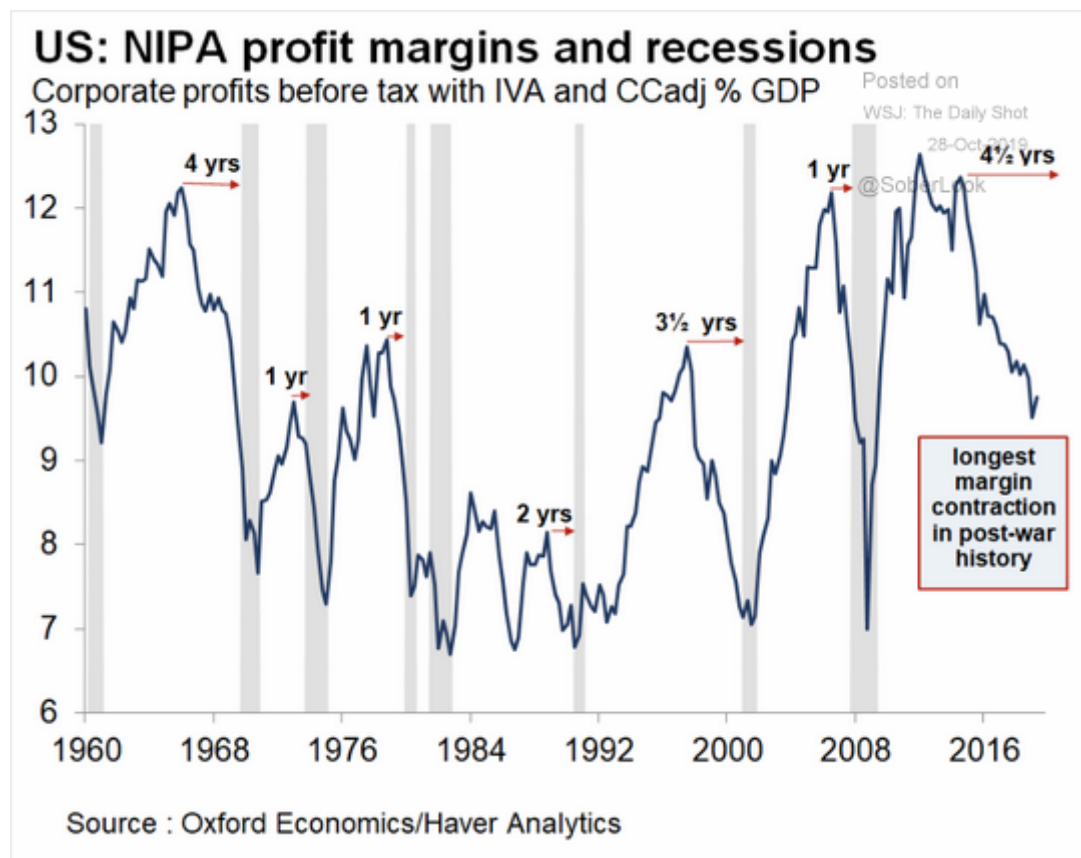 US: NIPA profit margins and recessions
Corporate profits before tax with IVA and CCadj % GDP
Posted on
WSJ: The Daily Shot
28-Oct-2019
@SoberLook
13
12
11
10
9
8
7
6
4 yrs
1 yr
1 yr
2 yrs
3½ yrs
1 yr
4½ yrs
longest
margin
contraction
in post-war
history
1960 1968 1976 1984 1992 2000 2008 2016
Source : Oxford Economics/Haver Analytics